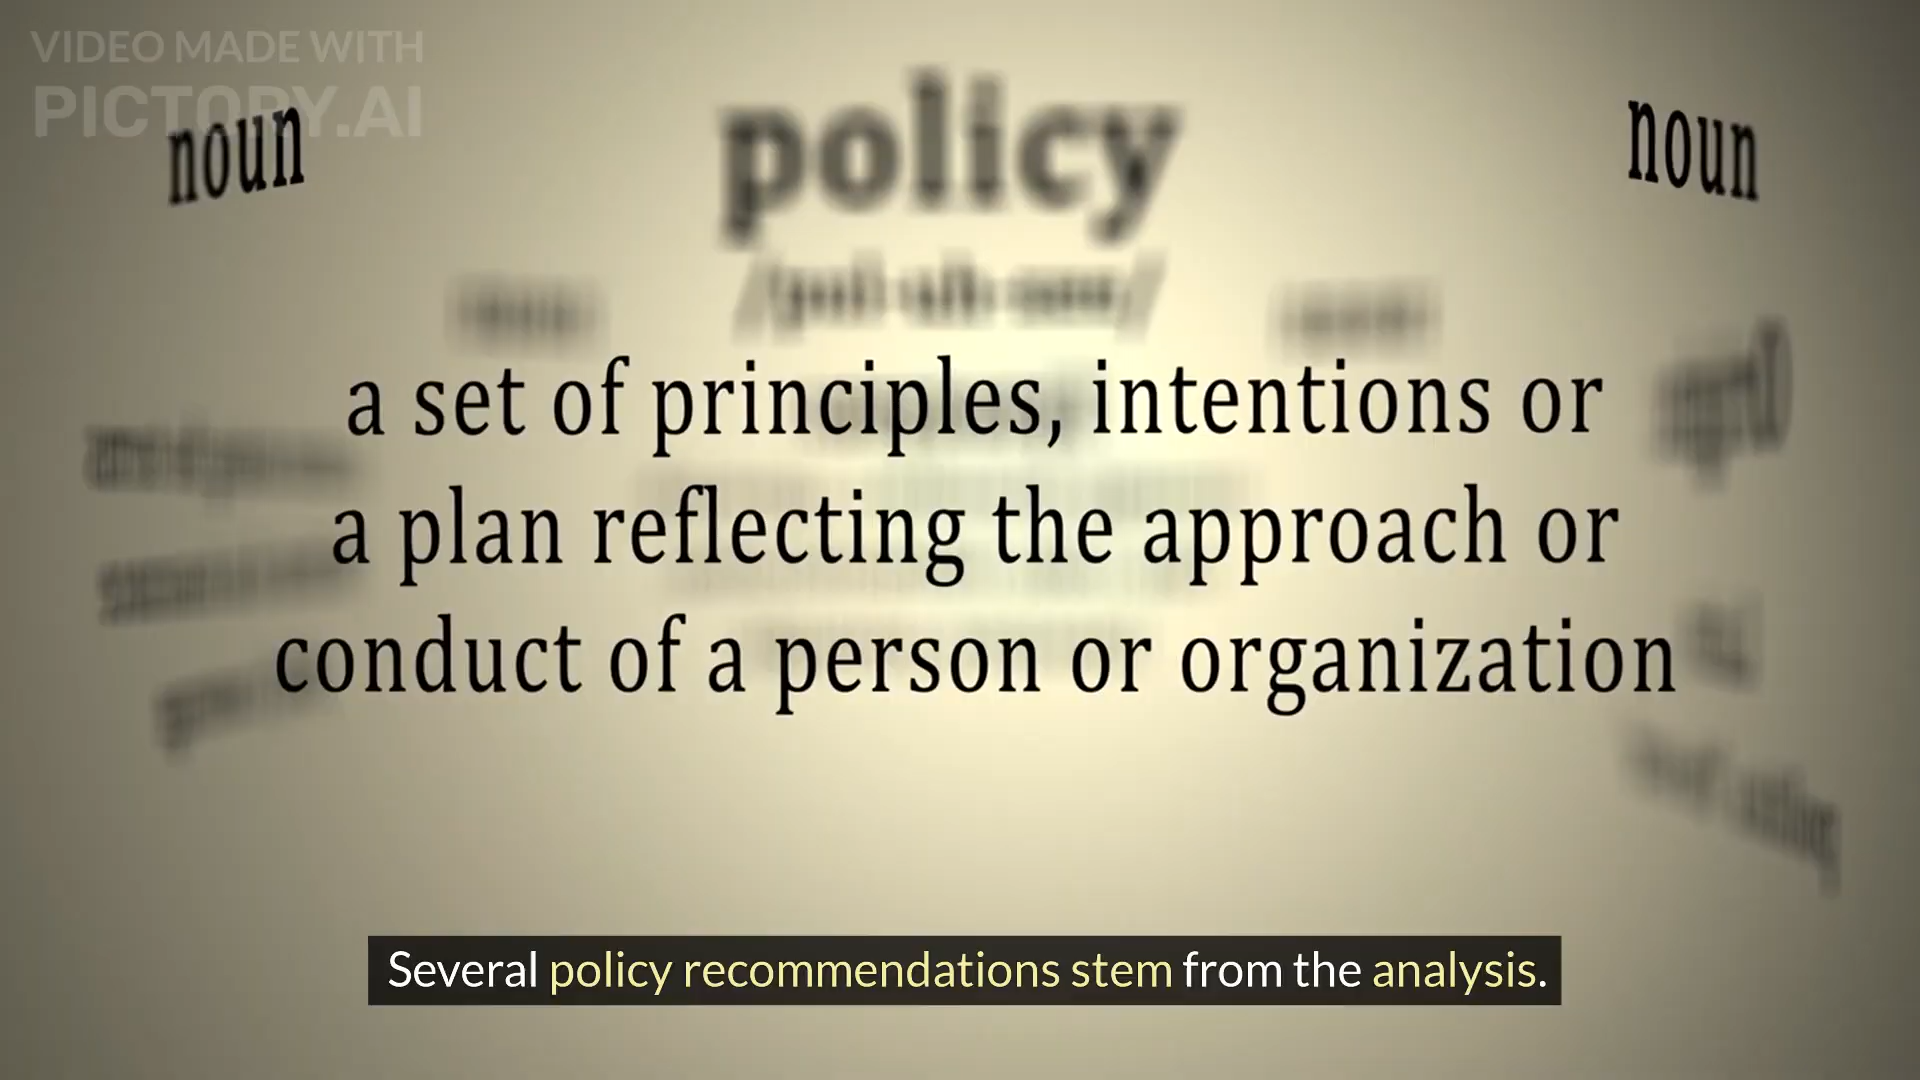 VIDEO MADE WITH
PICTORY.AI
noun
policy
noun
a set of principles, intentions or
a plan reflecting the approach or
conduct of a person or organization
Several policy recommendations stem from the analysis.